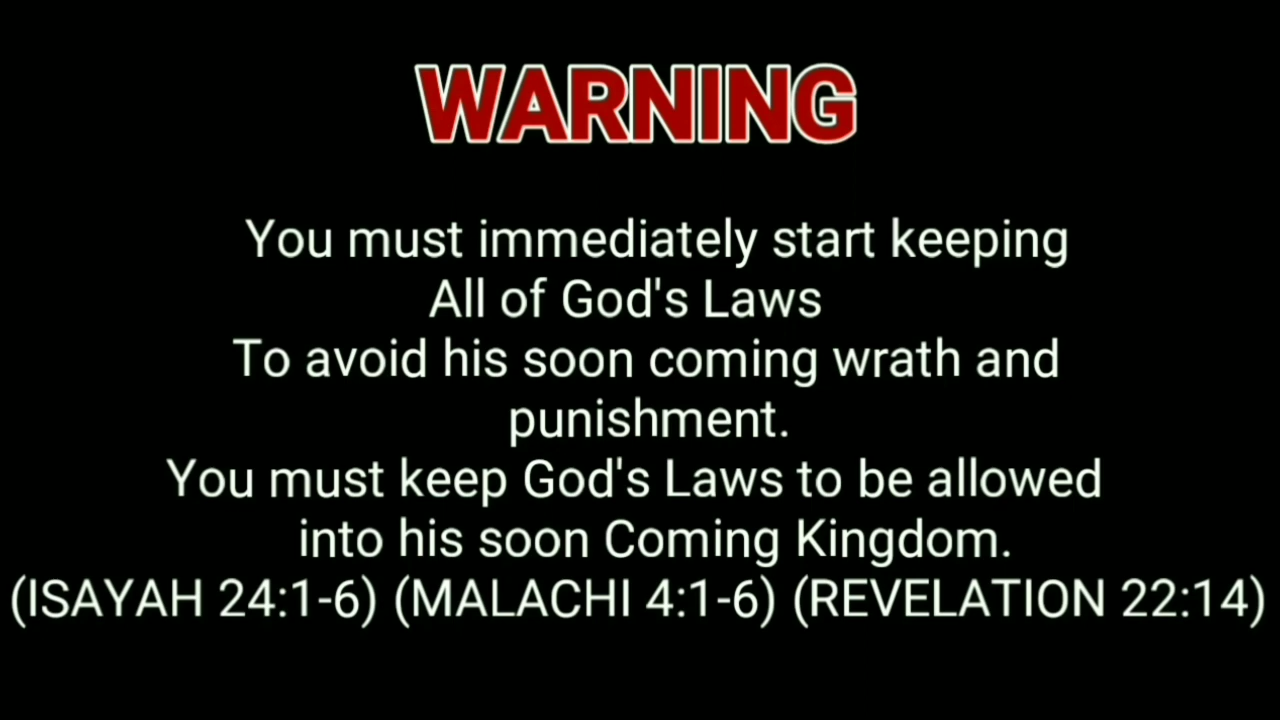 WARNING
You must immediately start keeping
All of God's Laws
To avoid his soon coming wrath and
punishment.
You must keep God's Laws to be allowed
into his soon Coming Kingdom.
(ISAYAH 24:1-6) (MALACHI 4:1-6) (REVELATION 22:14)